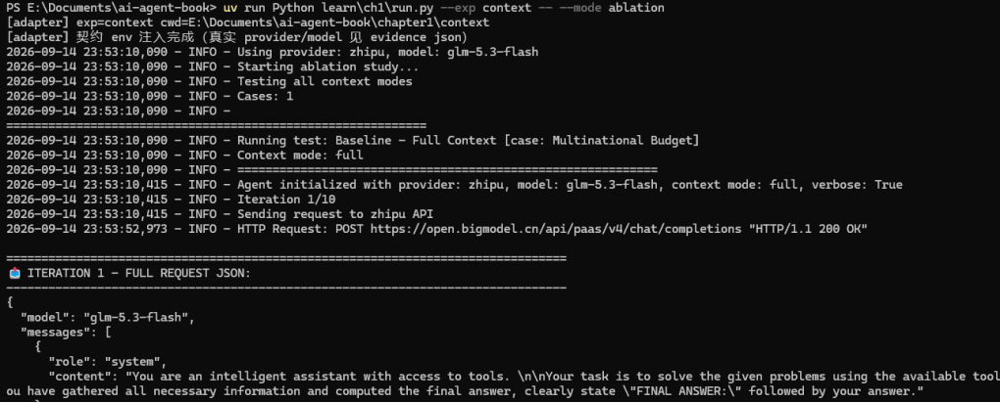 PS E:\Documents\ai-agent-book> uv run Python learn\ch1\run.py --exp context -- --mode ablation
[adapter] exp=context cwd=E:\Documents\ai-agent-book\chapter1\context
[adapter] 契约 env 注入完成 (真实 provider/model 见 evidence json)
2026-09-14 23:53:10,090 - INFO - Using provider: zhipu, model: glm-5.3-flash
2026-09-14 23:53:10,090 - INFO - Starting ablation study...
2026-09-14 23:53:10,090 - INFO - Testing all context modes
2026-09-14 23:53:10,090 - INFO - Cases: 1
2026-09-14 23:53:10,090 - INFO -
============================================================
2026-09-14 23:53:10,090 - INFO - Running test: Baseline - Full Context [case: Multinational Budget]
2026-09-14 23:53:10,090 - INFO - Context mode: full
2026-09-14 23:53:10,090 - INFO - ============================================================
2026-09-14 23:53:10,415 - INFO - Agent initialized with provider: zhipu, model: glm-5.3-flash, context mode: full, verbose: True
2026-09-14 23:53:10,415 - INFO - Iteration 1/10
2026-09-14 23:53:10,415 - INFO - Sending request to zhipu API
2026-09-14 23:53:52,973 - INFO - HTTP Request: POST https://open.bigmodel.cn/api/paas/v4/chat/completions "HTTP/1.1 200 OK"
================================================================================
📤 ITERATION 1 - FULL REQUEST JSON:
--------------------------------------------------------------------------------
{
  "model": "glm-5.3-flash",
  "messages": [
    {
      "role": "system",
      "content": "You are an intelligent assistant with access to tools. \n\nYour task is to solve the given problems using the available tool
ou have gathered all necessary information and computed the final answer, clearly state \"FINAL ANSWER:\" followed by your answer."